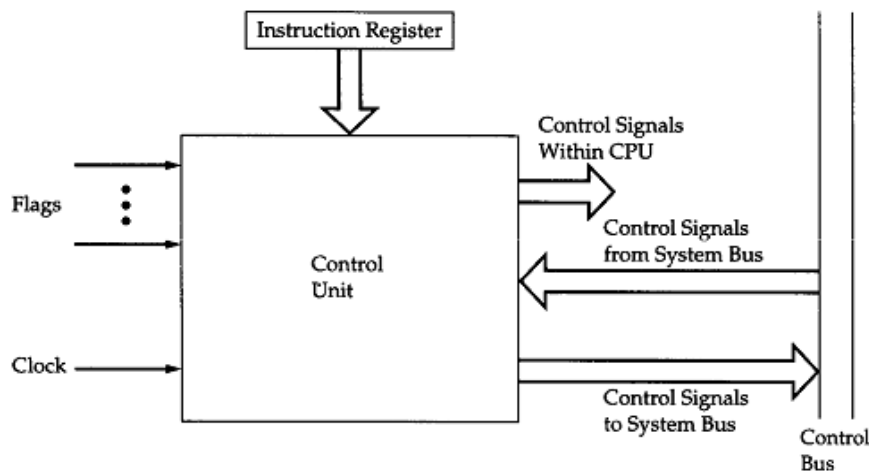 Instruction Register
Control Signals
Within CPU
Flags
Control Signals
from System Bus
Control
Unit
Clock
Control Signals
to System Bus
Control
Bus